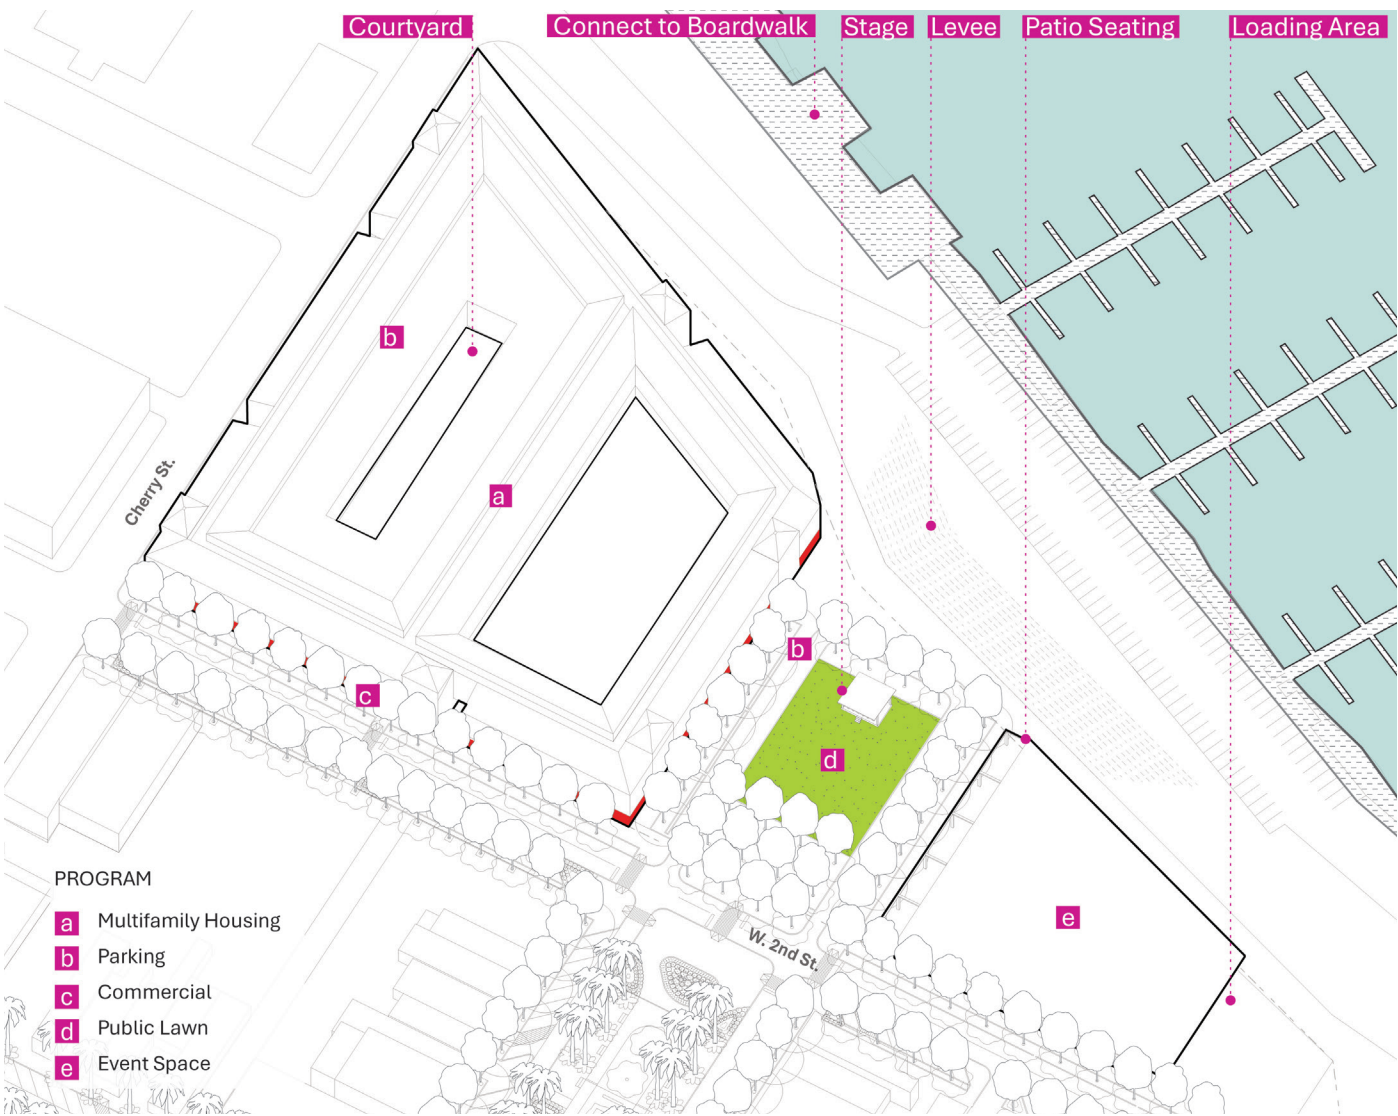 Courtyard
Connect to Boardwalk
Stage
Levee
Patio Seating
Loading Area
b
a
Cherry St.
b
c
d
e
W. 2nd St.
PROGRAM
a Multifamily Housing
b Parking
c Commercial
d Public Lawn
e Event Space